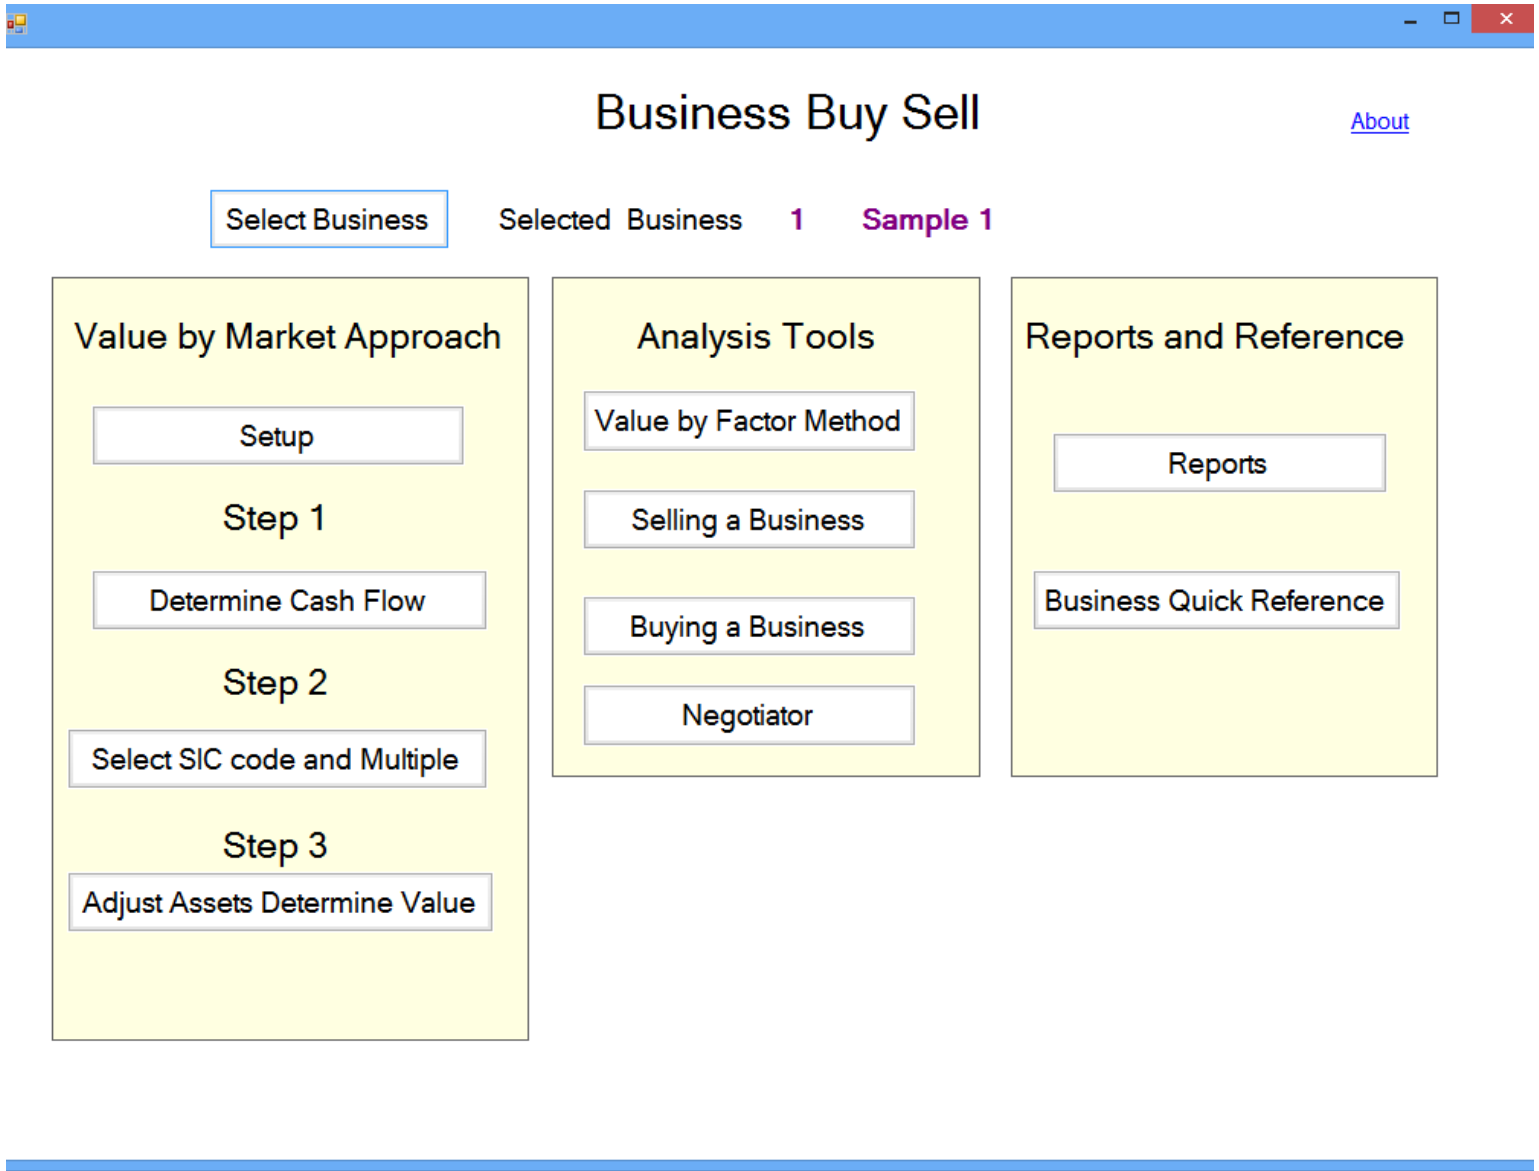 Business Buy Sell
About
Select Business
Selected Business 1 Sample 1
Value by Market Approach
Setup
Step 1
Determine Cash Flow
Step 2
Select SIC code and Multiple
Step 3
Adjust Assets Determine Value
Analysis Tools
Value by Factor Method
Selling a Business
Buying a Business
Negotiator
Reports and Reference
Reports
Business Quick Reference